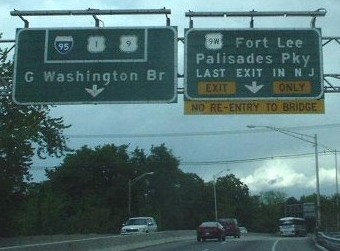 95 1 9
G Washington Br
9W Fort Lee
Palisades Pky
LAST EXIT IN NJ
EXIT ONLY
NO RE-ENTRY TO BRIDGE